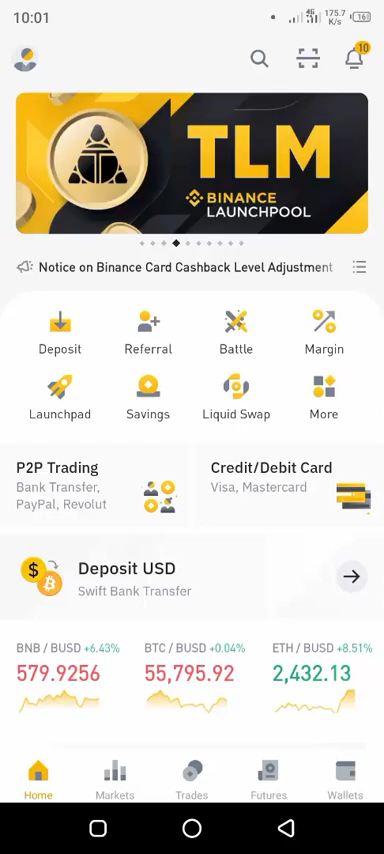 10:01
4G
175.7
K/s
16
10
TLM
BINANCE
LAUNCHPOOL
Notice on Binance Card Cashback Level Adjustment
Deposit
Referral
Battle
Margin
Launchpad
Savings
Liquid Swap
More
P2P Trading
Bank Transfer,
PayPal, Revolut
Credit/Debit Card
Visa, Mastercard
Deposit USD
Swift Bank Transfer
BNB / BUSD +6.43%
579.9256
BTC / BUSD +0.04%
55,795.92
ETH / BUSD +8.51%
2,432.13
Home
Markets
Trades
Futures
Wallets